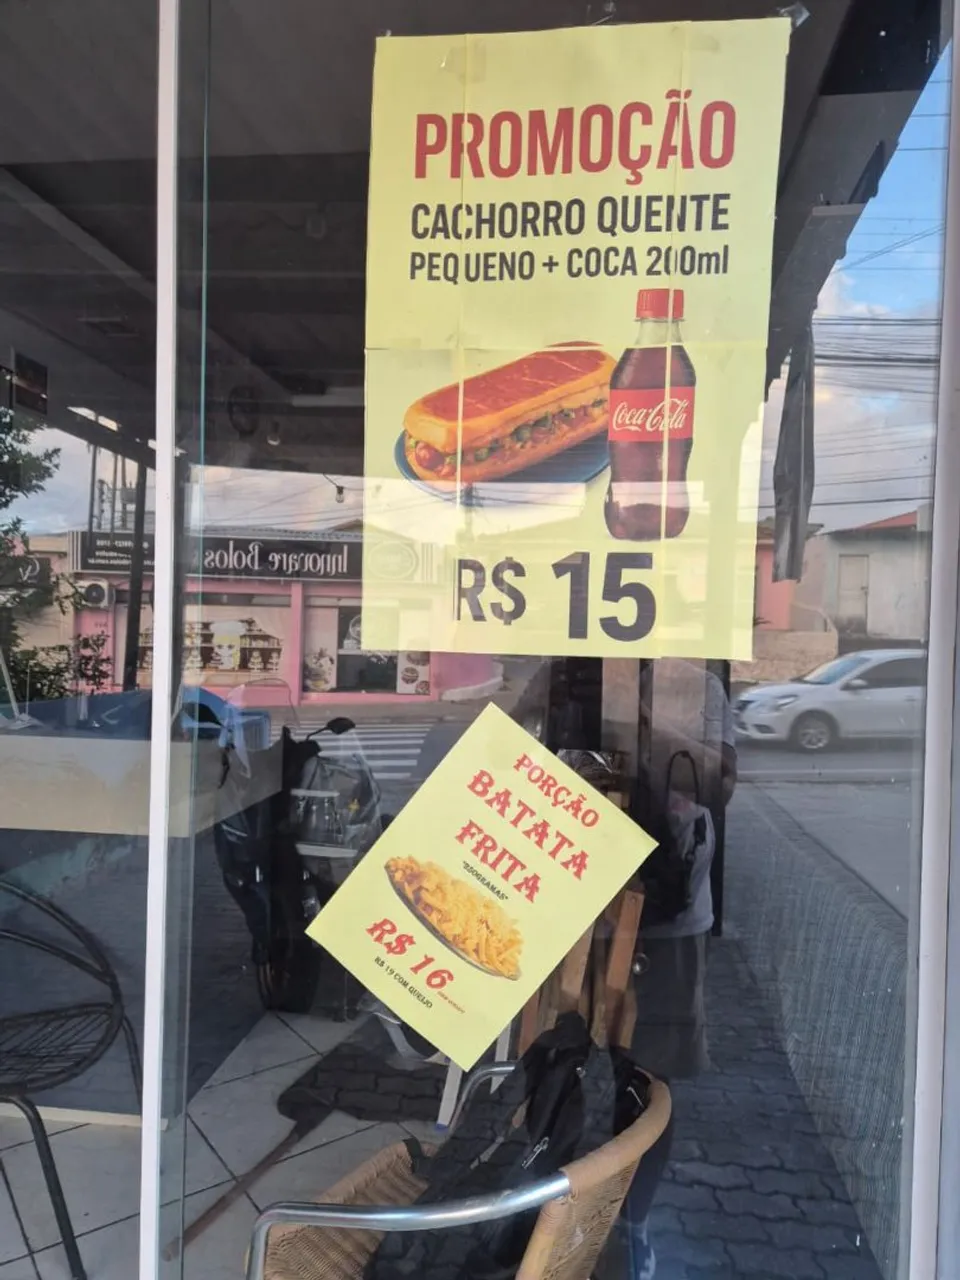 PROMOÇÃO
CACHORRO QUENTE
PEQUENO + COCA 200ml
Coca-Cola
R$ 15
Innovare Bolos
PORÇÃO
BATATA
FRITA
R$ 16
R$ 19 COM QUEIJO